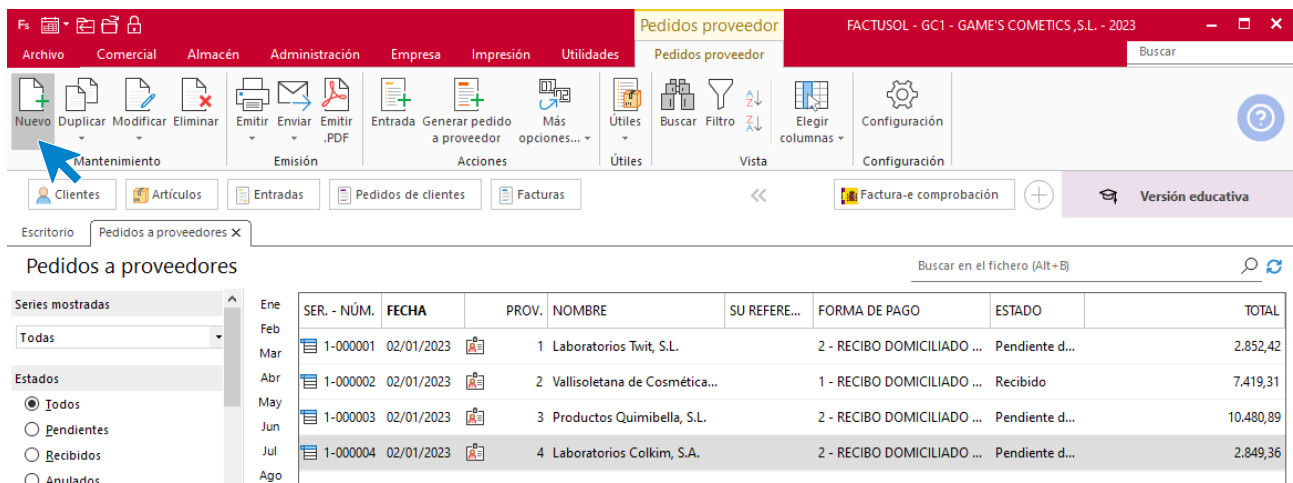 Fs
Pedidos proveedor
FACTUSOL - GC1 - GAME'S COMETICS ,S.L. - 2023
Archivo Comercial Almacén Administración Empresa Impresión Utilidades Pedidos proveedor Buscar
Nuevo Duplicar Modificar Eliminar Emitir Enviar Emitir .PDF Entrada Generar pedido a proveedor Más opciones... Útiles Buscar Filtro Elegir columnas Configuración
Mantenimiento Emisión Acciones Útiles Vista Configuración
Clientes Artículos Entradas Pedidos de clientes Facturas Factura-e comprobación Versión educativa
Escritorio Pedidos a proveedores X
Pedidos a proveedores Buscar en el fichero (Alt+B)
Series mostradas
Todas
Estados
Todos
Pendientes
Recibidos
Anulados
Ene
Feb
Mar
Abr
May
Jun
Jul
Ago
SER. - NÚM. FECHA PROV. NOMBRE SU REFERE... FORMA DE PAGO ESTADO TOTAL
1-000001 02/01/2023 1 Laboratorios Twit, S.L. 2 - RECIBO DOMICILIADO ... Pendiente d... 2.852,42
1-000002 02/01/2023 2 Vallisoletana de Cosmética... 1 - RECIBO DOMICILIADO ... Recibido 7.419,31
1-000003 02/01/2023 3 Productos Quimibella, S.L. 2 - RECIBO DOMICILIADO ... Pendiente d... 10.480,89
1-000004 02/01/2023 4 Laboratorios Colkim, S.A. 2 - RECIBO DOMICILIADO ... Pendiente d... 2.849,36